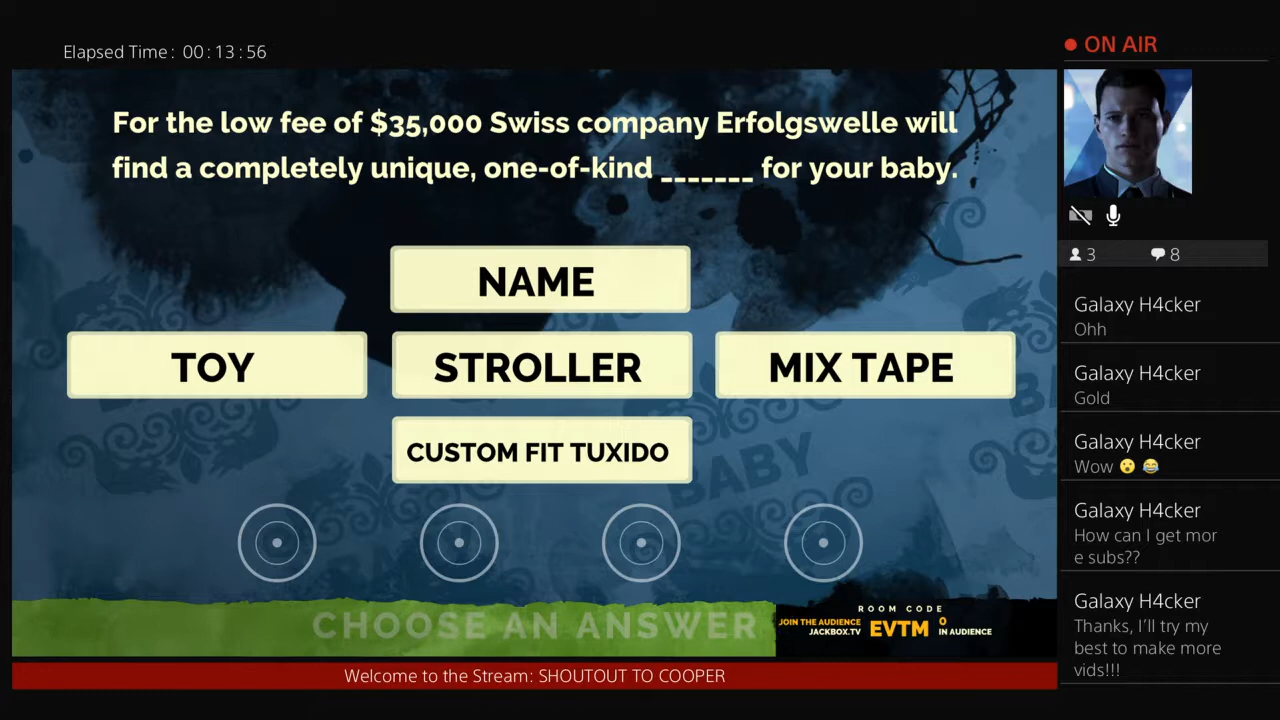 Elapsed Time: 00:13:56
ON AIR
For the low fee of $35,000 Swiss company Erfolgswelle will
find a completely unique, one-of-kind _______ for your baby.
NAME
TOY
STROLLER
MIX TAPE
CUSTOM FIT TUXIDO
BABY
CHOOSE AN ANSWER
ROOM CODE
JOIN THE AUDIENCE
JACKBOX.TV
EVTM
0
IN AUDIENCE
Welcome to the Stream: SHOUTOUT TO COOPER
3
8
Galaxy H4cker
Ohh
Galaxy H4cker
Gold
Galaxy H4cker
Wow 😮 😂
Galaxy H4cker
How can I get mor
e subs??
Galaxy H4cker
Thanks, I'll try my
best to make more
vids!!!